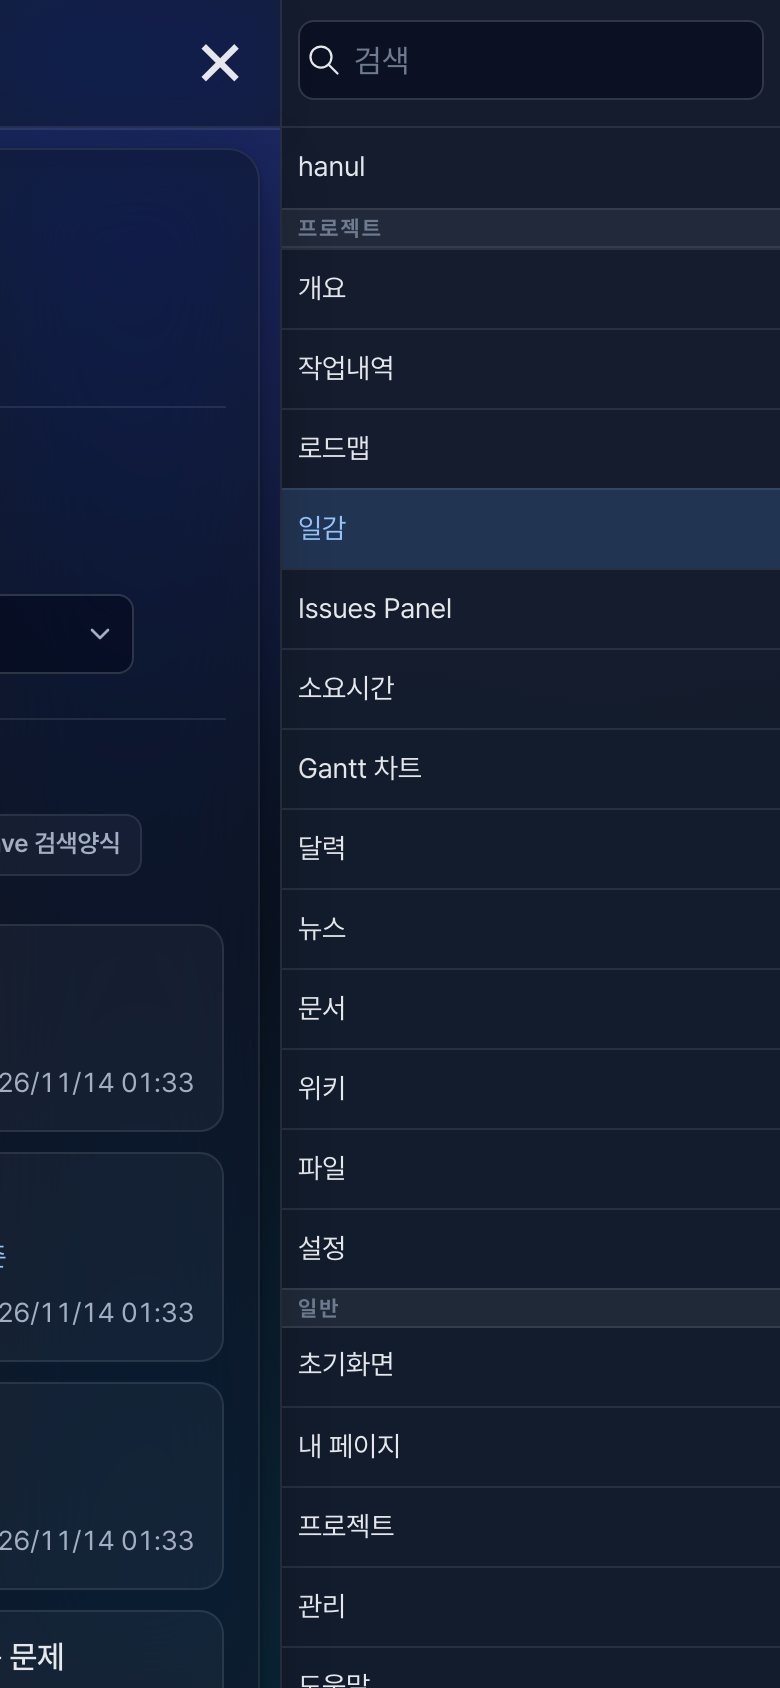 검색
hanul
프로젝트
개요
작업내역
로드맵
일감
Issues Panel
소요시간
Gantt 차트
달력
뉴스
문서
위키
파일
설정
일반
초기화면
내 페이지
프로젝트
관리
도움말
검색양식
26/11/14 01:33
26/11/14 01:33
26/11/14 01:33
문제